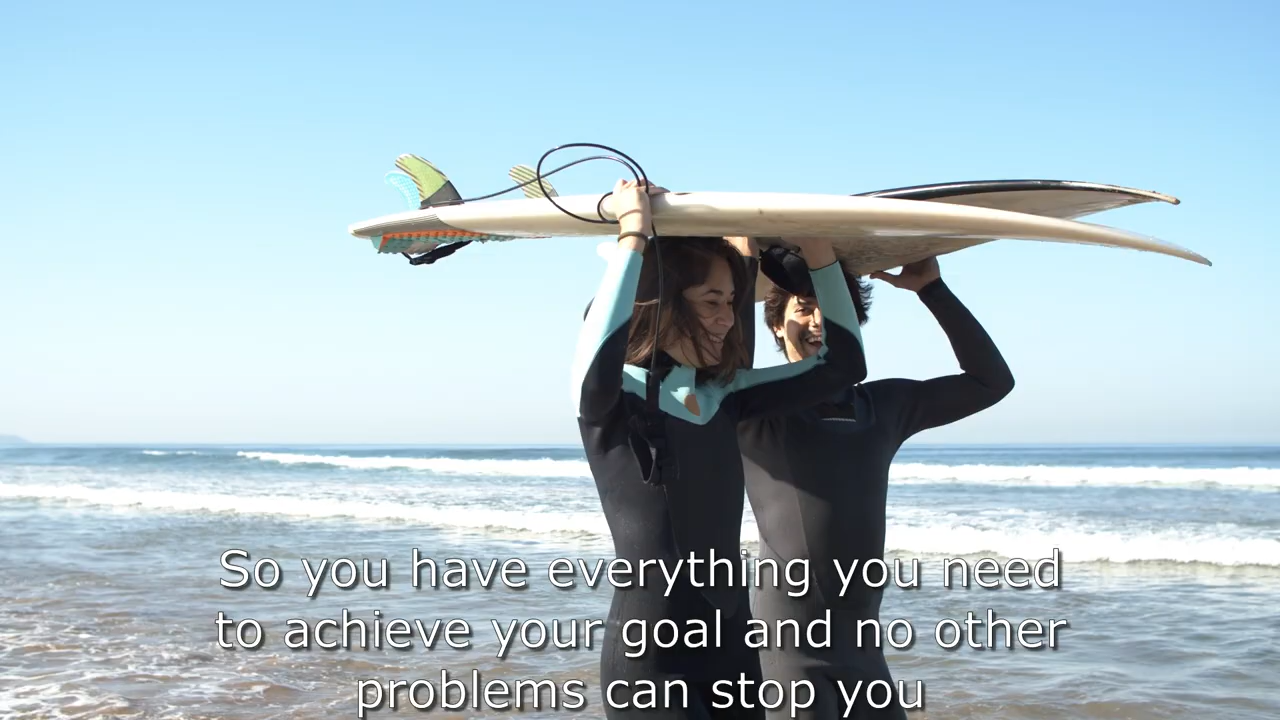 So you have everything you need
to achieve your goal and no other
problems can stop you